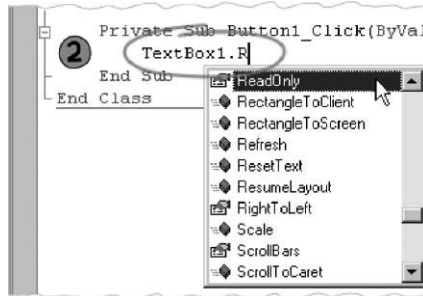 Private Sub Button1_Click(ByVal
2
TextBox1.R
End Sub
End Class
ReadOnly
RectangleToClient
RectangleToScreen
Refresh
ResetText
ResumeLayout
RightToLeft
Scale
ScrollBars
ScrollToCaret